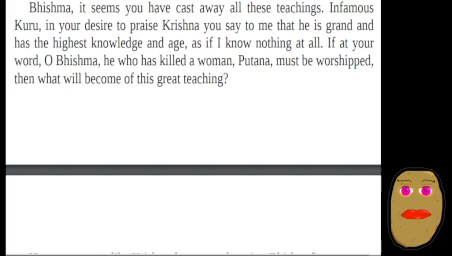 Bhishma, it seems you have cast away all these teachings. Infamous
Kuru, in your desire to praise Krishna you say to me that he is grand and
has the highest knowledge and age, as if I know nothing at all. If at your
word, O Bhishma, he who has killed a woman, Putana, must be worshipped,
then what will become of this great teaching?